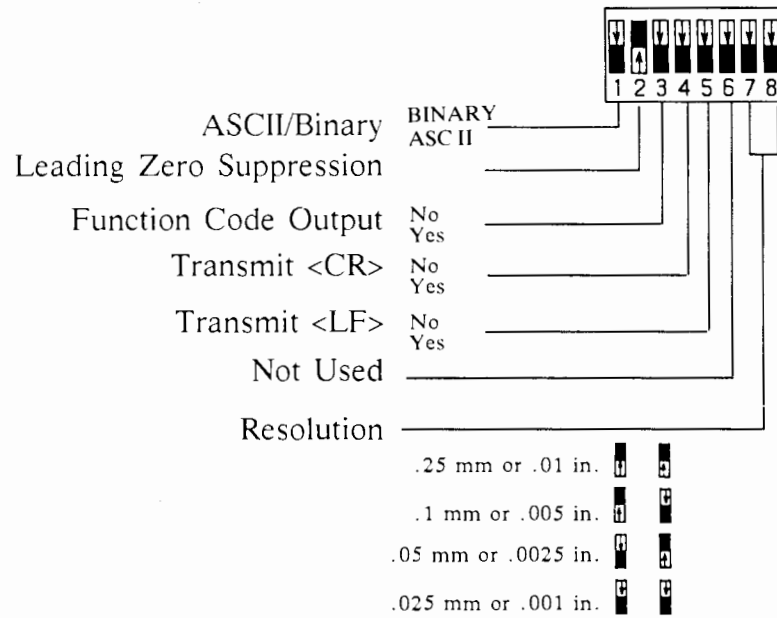 1 2 3 4 5 6 7 8
ASCII/Binary BINARY
ASC II
Leading Zero Suppression
Function Code Output No
Yes
Transmit <CR> No
Yes
Transmit <LF> No
Yes
Not Used
Resolution
.25 mm or .01 in.
.1 mm or .005 in.
.05 mm or .0025 in.
.025 mm or .001 in.